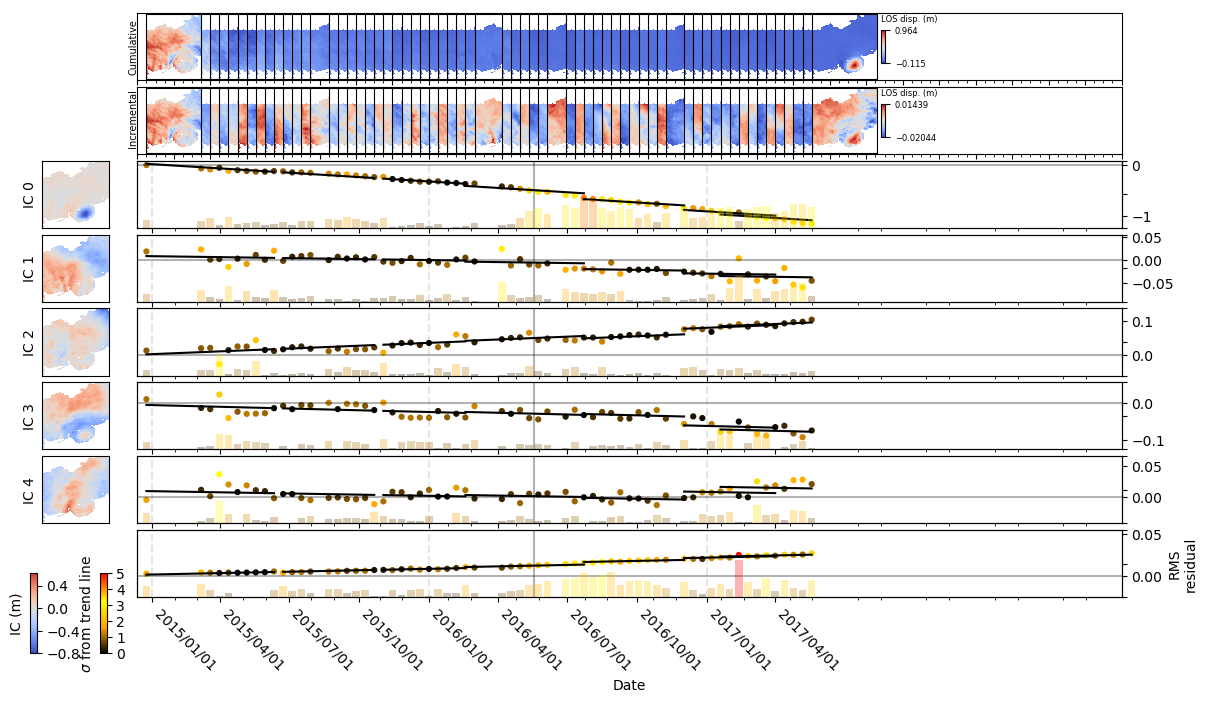 Cumulative
LOS disp. (m)
0.964
−0.115
Incremental
LOS disp. (m)
0.01439
−0.02044
IC 0
0
−1
IC 1
0.05
0.00
−0.05
IC 2
0.1
0.0
IC 3
0.0
−0.1
IC 4
0.05
0.00
0.05
0.00
RMS
residual
IC (m)
0.4
0.0
−0.4
−0.8
σ from trend line
5
4
3
2
1
0
2015/01/01
2015/04/01
2015/07/01
2015/10/01
2016/01/01
2016/04/01
2016/07/01
2016/10/01
2017/01/01
2017/04/01
Date